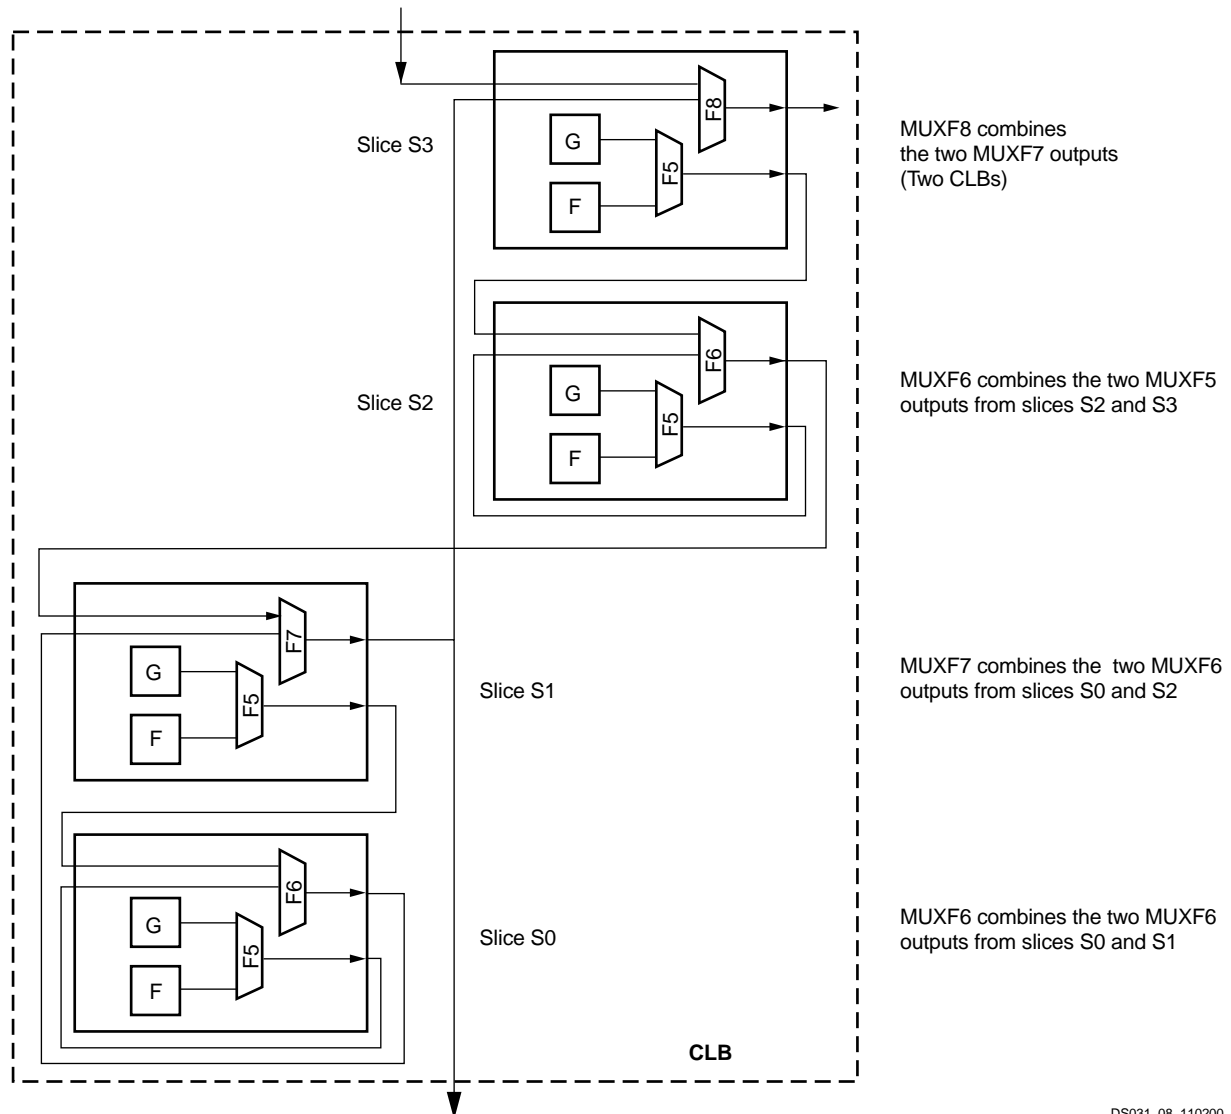 Slice S3
G
F
F5
F8
MUXF8 combines
the two MUXF7 outputs
(Two CLBs)
Slice S2
G
F
F5
F6
MUXF6 combines the two MUXF5
outputs from slices S2 and S3
G
F
F5
F7
Slice S1
MUXF7 combines the two MUXF6
outputs from slices S0 and S2
G
F
F5
F6
Slice S0
MUXF6 combines the two MUXF6
outputs from slices S0 and S1
CLB
DS031_08_110200